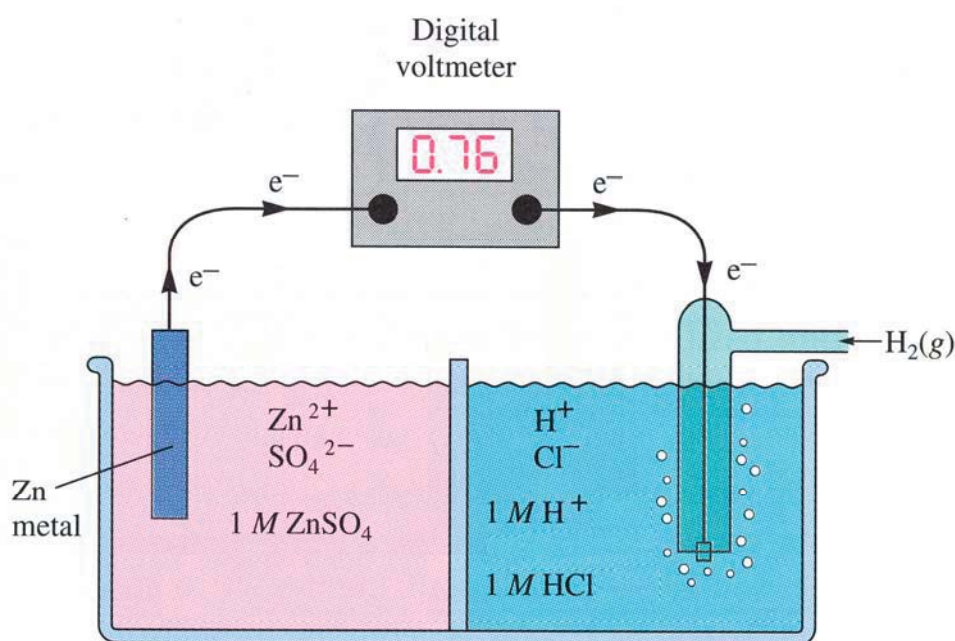 Digital
voltmeter
0.76
e⁻
e⁻
e⁻
e⁻
H₂(g)
Zn²⁺
SO₄²⁻
H⁺
Cl⁻
Zn
metal
1 M ZnSO₄
1 M H⁺
1 M HCl